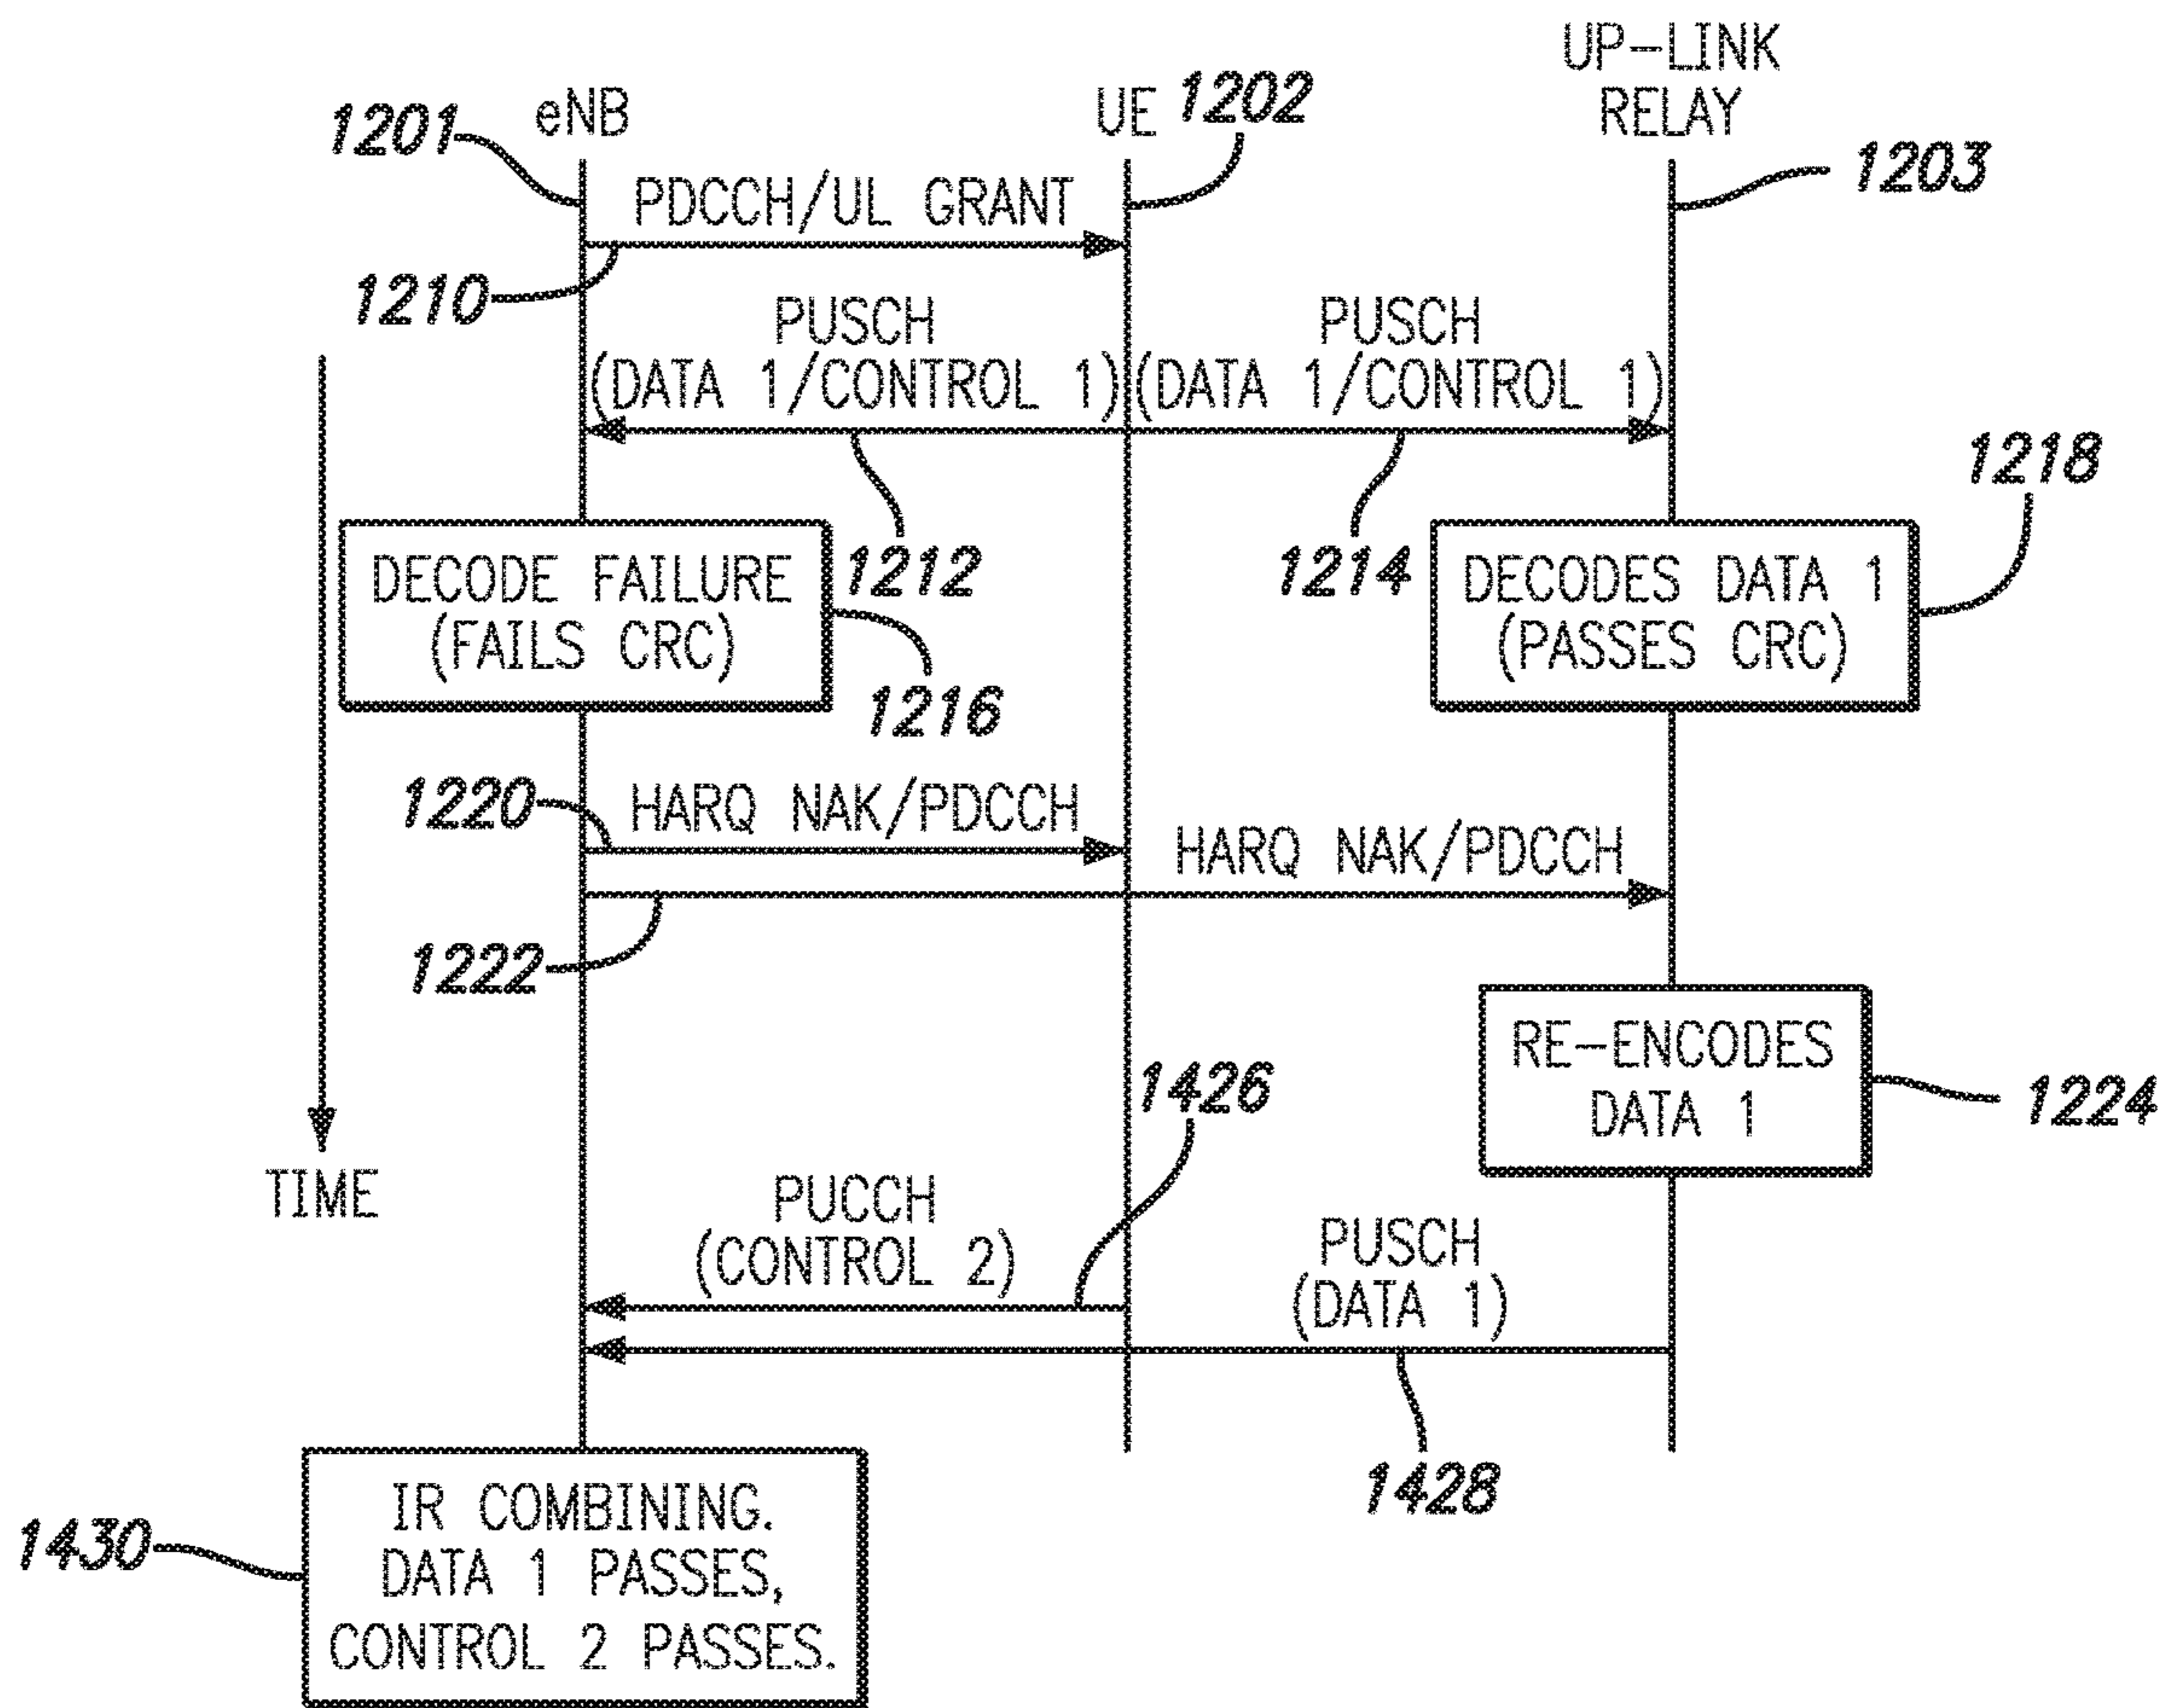 UP-LINK
RELAY
eNB
UE
1201
1202
1203
PDCCH/UL GRANT
1210
PUSCH
(DATA 1/CONTROL 1)
PUSCH
(DATA 1/CONTROL 1)
1212
1214
1218
DECODE FAILURE
(FAILS CRC)
DECODES DATA 1
(PASSES CRC)
1216
1220
HARQ NAK/PDCCH
HARQ NAK/PDCCH
1222
RE-ENCODES
DATA 1
1224
1426
TIME
PUCCH
(CONTROL 2)
PUSCH
(DATA 1)
1428
1430
IR COMBINING.
DATA 1 PASSES,
CONTROL 2 PASSES.